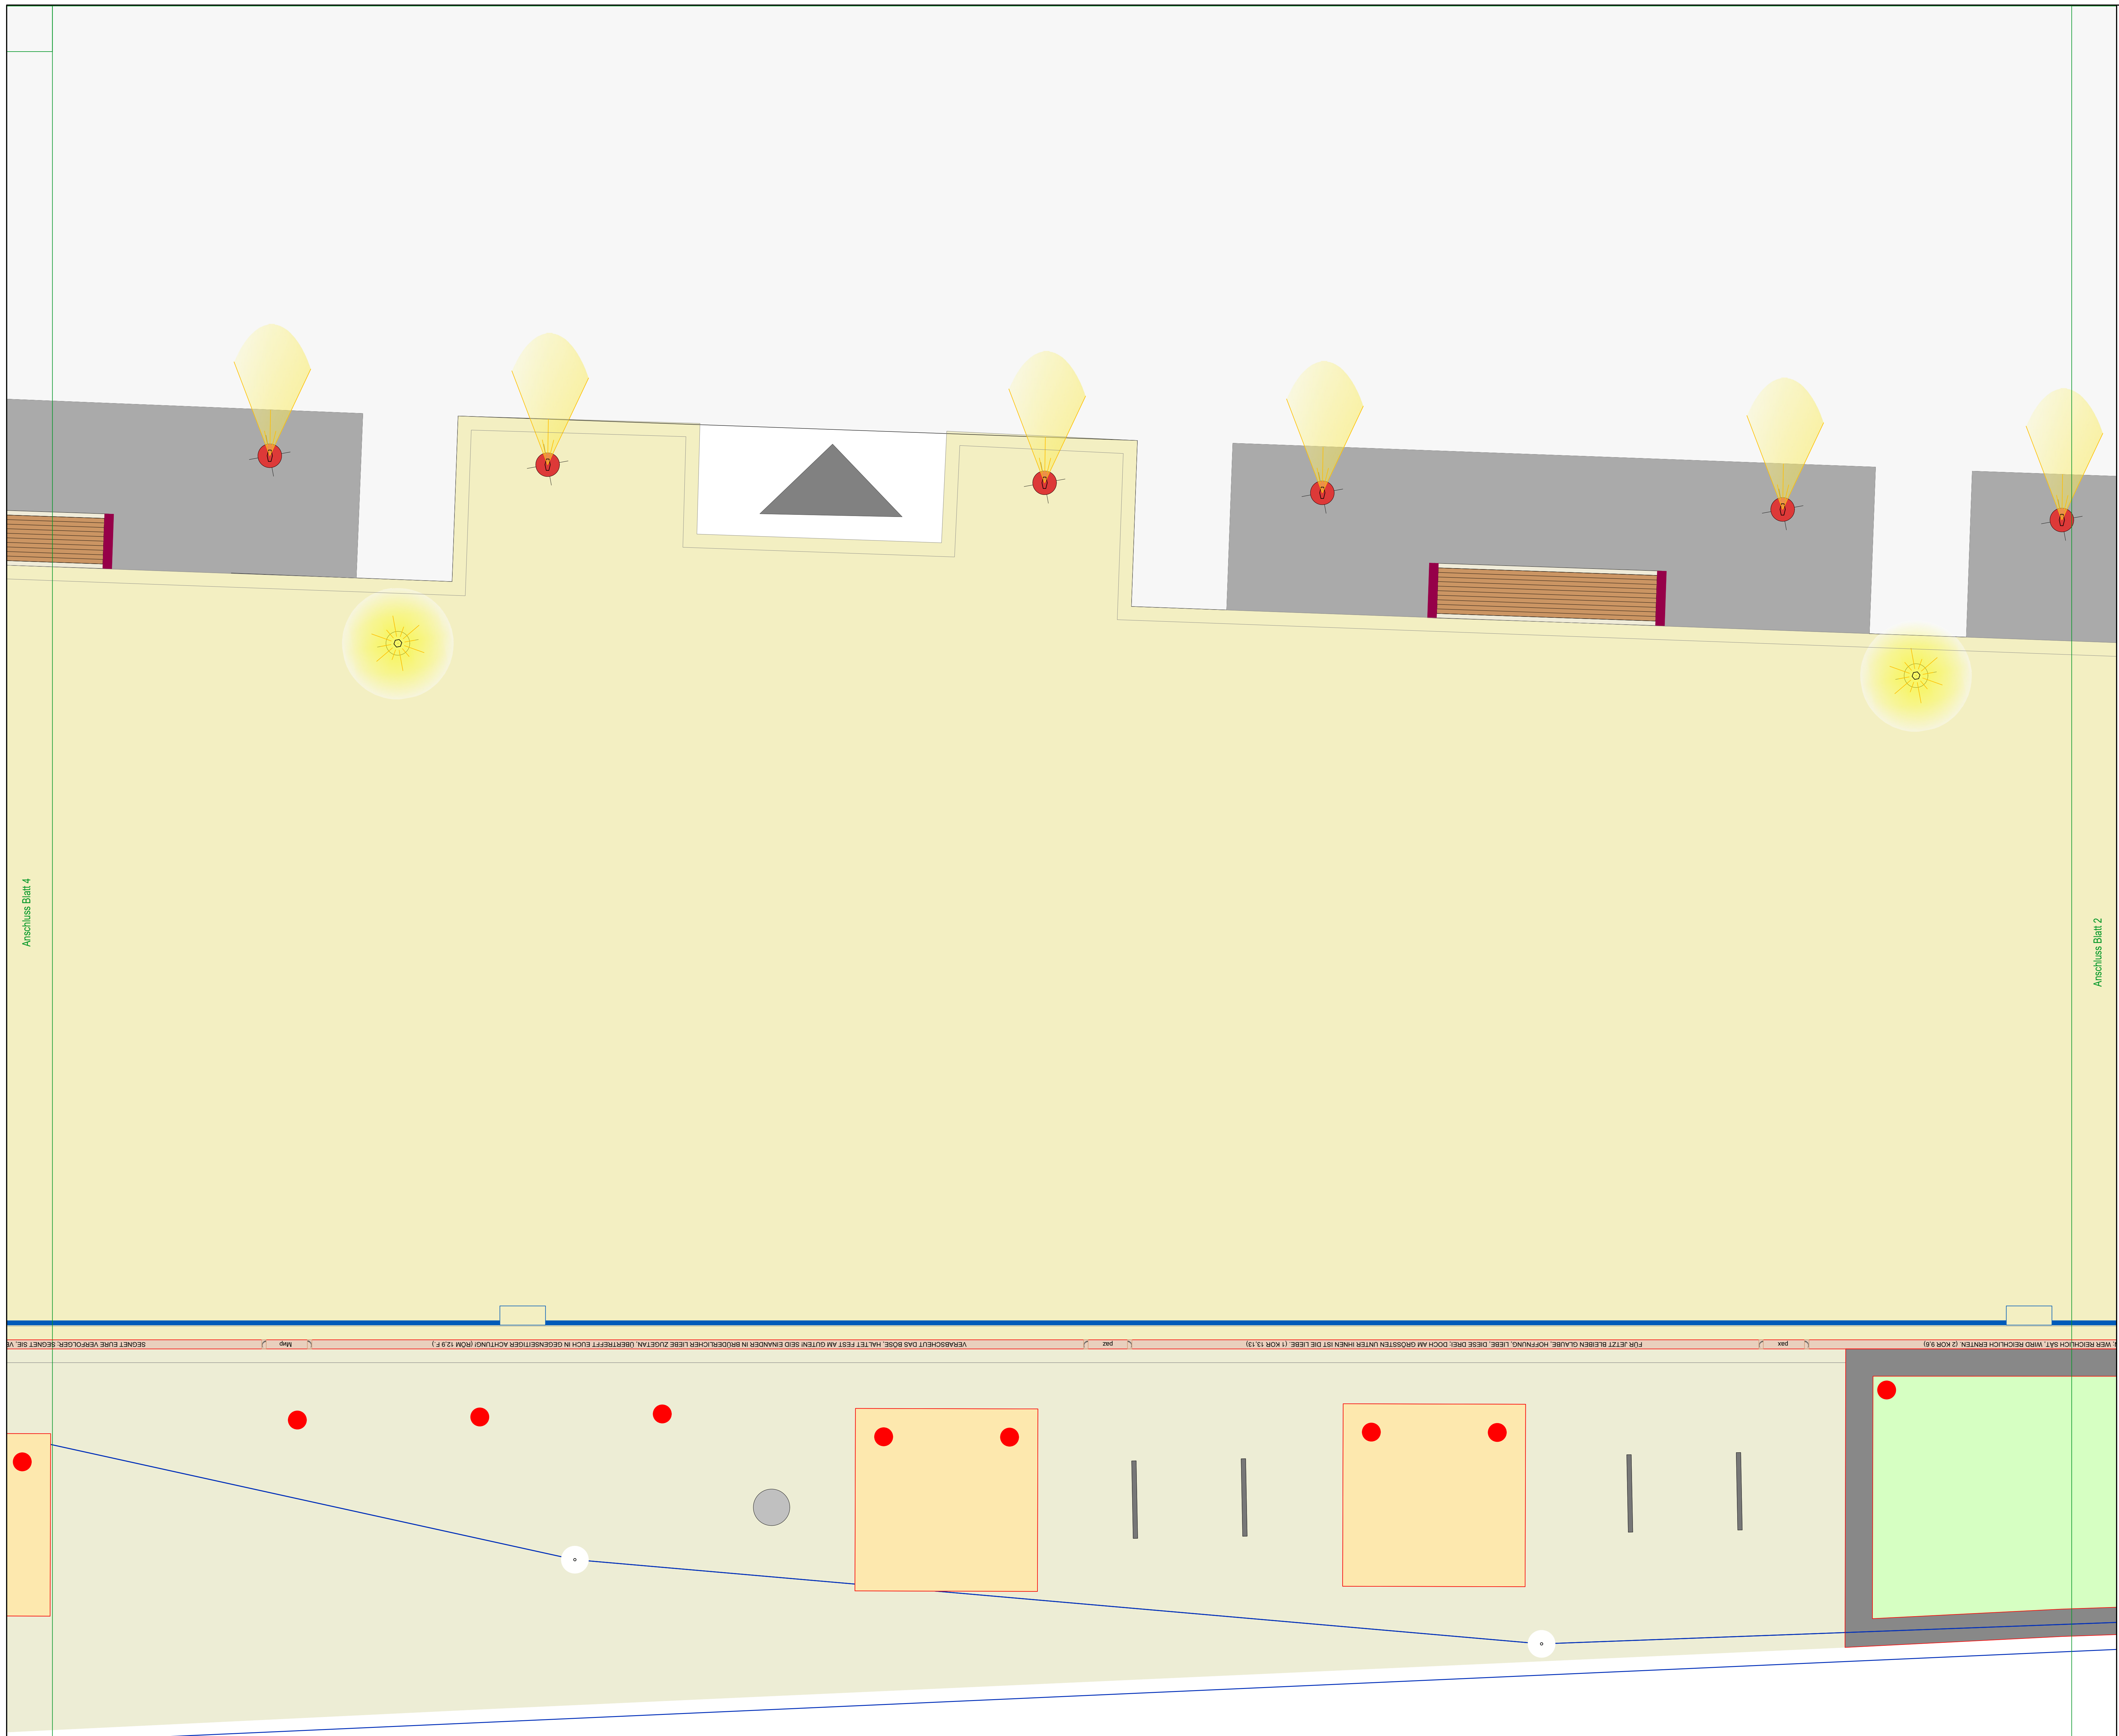 Anschluss Blatt 4
Anschluss Blatt 2
WER REICHLICH SÄT, WIRD REICHLICH ERNTEN. (2 KOR 9,6)
pax
FÜR JETZT BLEIBEN GLAUBE, HOFFNUNG, LIEBE, DIESE DREI; DOCH AM GRÖSSTEN UNTER IHNEN IST DIE LIEBE. (1 KOR 13,13)
paz
VERABSCHEUT DAS BÖSE, HALTET FEST AM GUTEN! SEID EINANDER IN BRÜDERLICHER LIEBE ZUGETAN, ÜBERTREFFT EUCH IN GEGENSEITIGER ACHTUNG! (RÖM 12,9 F.)
Мир
SEGNET EURE VERFOLGER; SEGNET SIE, VE